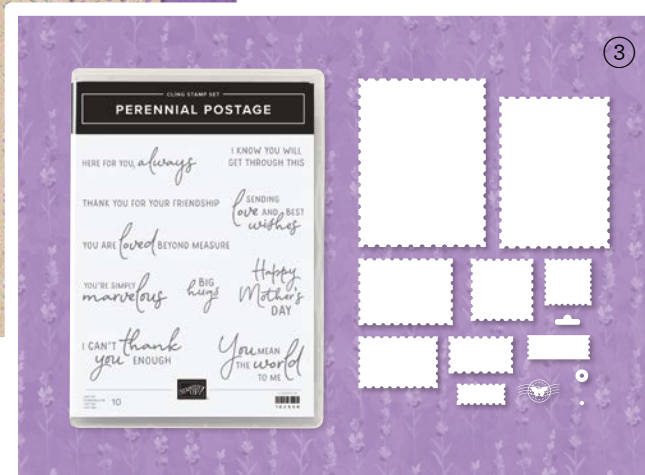 3
CLING STAMP SET
PERENNIAL POSTAGE
HERE FOR YOU, always
I KNOW YOU WILL
GET THROUGH THIS
THANK YOU FOR YOUR FRIENDSHIP
SENDING
love AND BEST
wishes
YOU ARE loved BEYOND MEASURE
YOU'RE SIMPLY
marvelous
BIG
hugs
Happy
Mother's
DAY
I CAN'T thank
you ENOUGH
You MEAN
THE world
TO ME
10